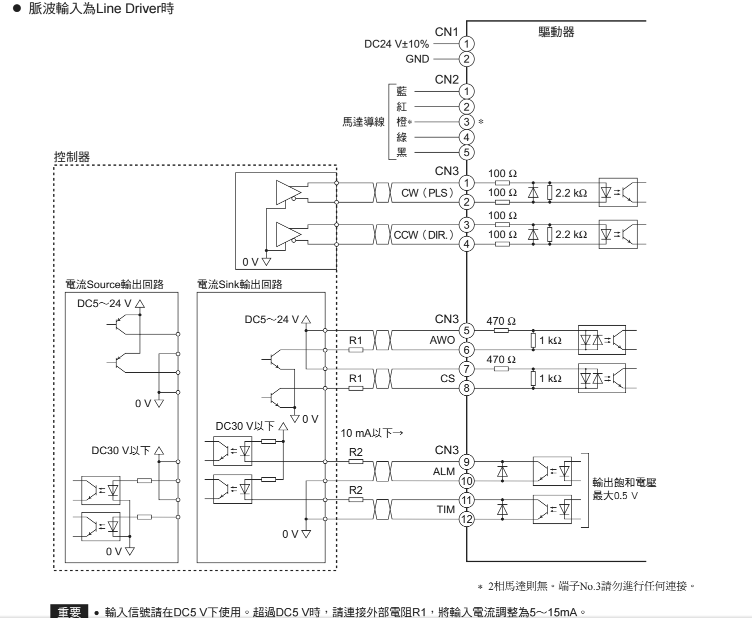 ● 脈波輸入為Line Driver時
CN1
驅動器
DC24 V±10%
1
GND
2
CN2
藍
1
紅
2
馬達導線
橙*
3
*
綠
4
黑
5
控制器
CN3
100 Ω
1
CW（PLS）
100 Ω
2.2 kΩ
2
100 Ω
3
CCW（DIR.）
100 Ω
2.2 kΩ
4
0 V
電流Source輸出回路
電流Sink輸出回路
DC5～24 V
DC5～24 V
CN3
470 Ω
5
R1
AWO
1 kΩ
6
470 Ω
7
R1
CS
1 kΩ
8
0 V
0 V
DC30 V以下
10 mA以下→
DC30 V以下
R2
CN3
9
ALM
10
輸出飽和電壓
最大0.5 V
R2
11
TIM
12
0 V
0 V
* 2相馬達則無。端子No.3請勿進行任何連接。
重要 • 輸入信號請在DC5 V下使用。超過DC5 V時，請連接外部電阻R1，將輸入電流調整為5～15mA。